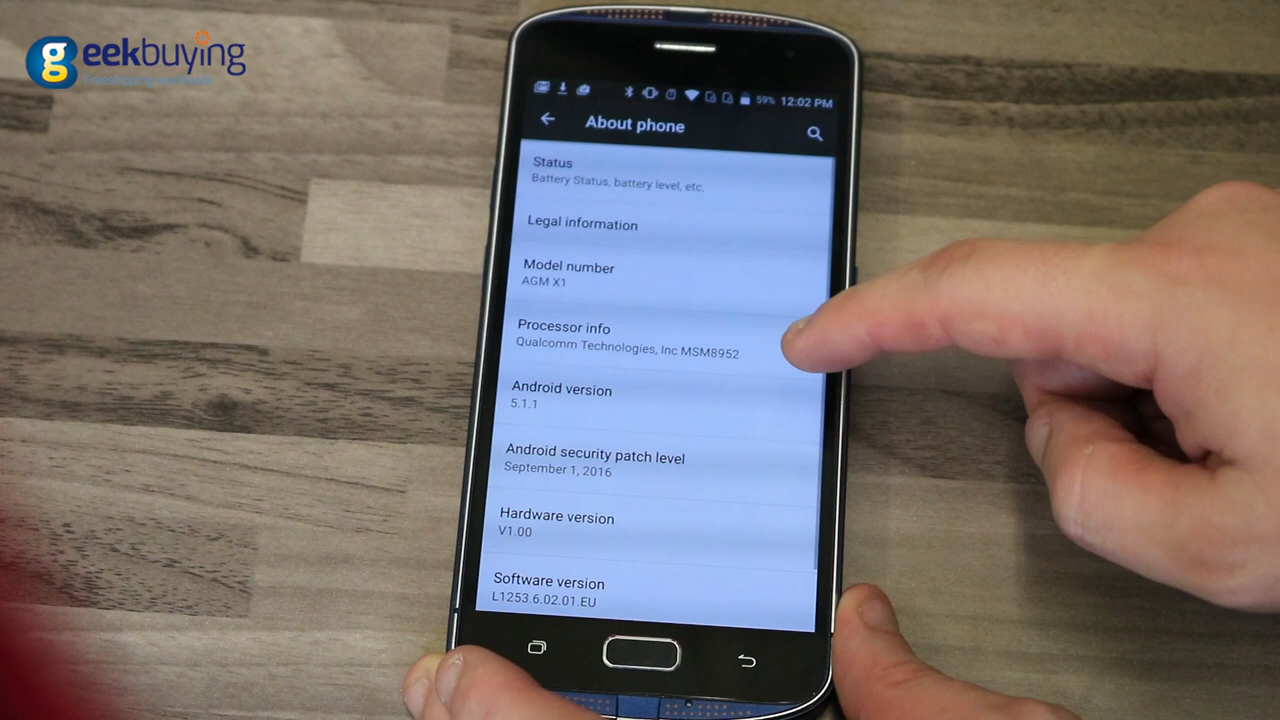 geekbuying
59% 12:02 PM
About phone
Status
Battery Status, battery level, etc.
Legal information
Model number
AGM X1
Processor info
Qualcomm Technologies, Inc MSM8952
Android version
5.1.1
Android security patch level
September 1, 2016
Hardware version
V1.00
Software version
L1253.6.02.01.EU